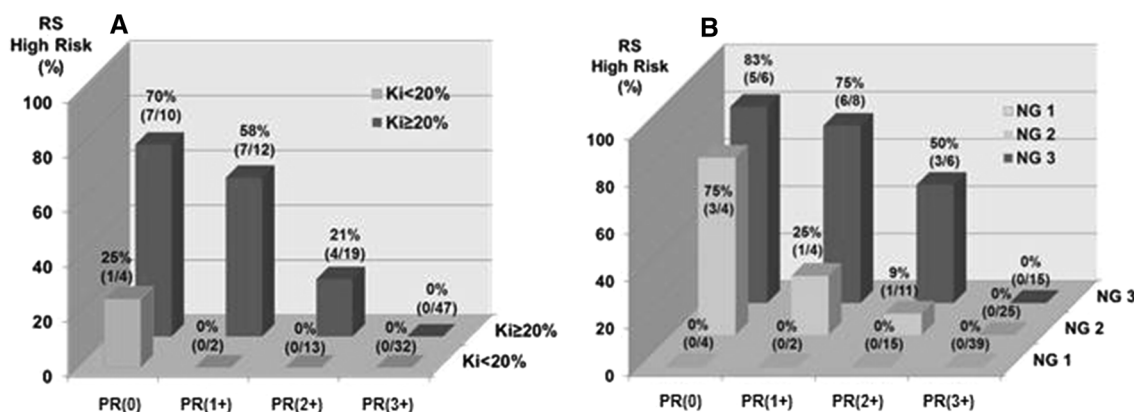 A
RS
High Risk
(%)
Ki<20%
Ki≥20%
100
80
60
40
20
0
70%
(7/10)
58%
(7/12)
21%
(4/19)
0%
(0/47)
25%
(1/4)
0%
(0/2)
0%
(0/13)
0%
(0/32)
Ki≥20%
Ki<20%
PR(0)
PR(1+)
PR(2+)
PR(3+)
B
RS
High Risk
(%)
NG 1
NG 2
NG 3
100
80
60
40
20
0
83%
(5/6)
75%
(6/8)
50%
(3/6)
0%
(0/15)
75%
(3/4)
25%
(1/4)
9%
(1/11)
0%
(0/25)
0%
(0/4)
0%
(0/2)
0%
(0/15)
0%
(0/39)
NG 3
NG 2
NG 1
PR(0)
PR(1+)
PR(2+)
PR(3+)